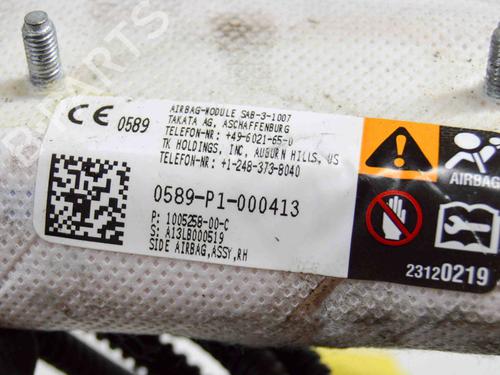 CE 0589
AIRBAG-MODULE SAB-3-1007
TAKATA AG, ASCHAFFENBURG
TELEFON-NR: +49-6021-65-0
TK HOLDINGS, INC, AUBURN HILLS, US
TELEFON-NR: +1-248-373-8040
0589-P1-000413
P: 1005258-00-C
S: A13LB000519
SIDE AIRBAG,ASSY,RH
AIRBAG
23120219